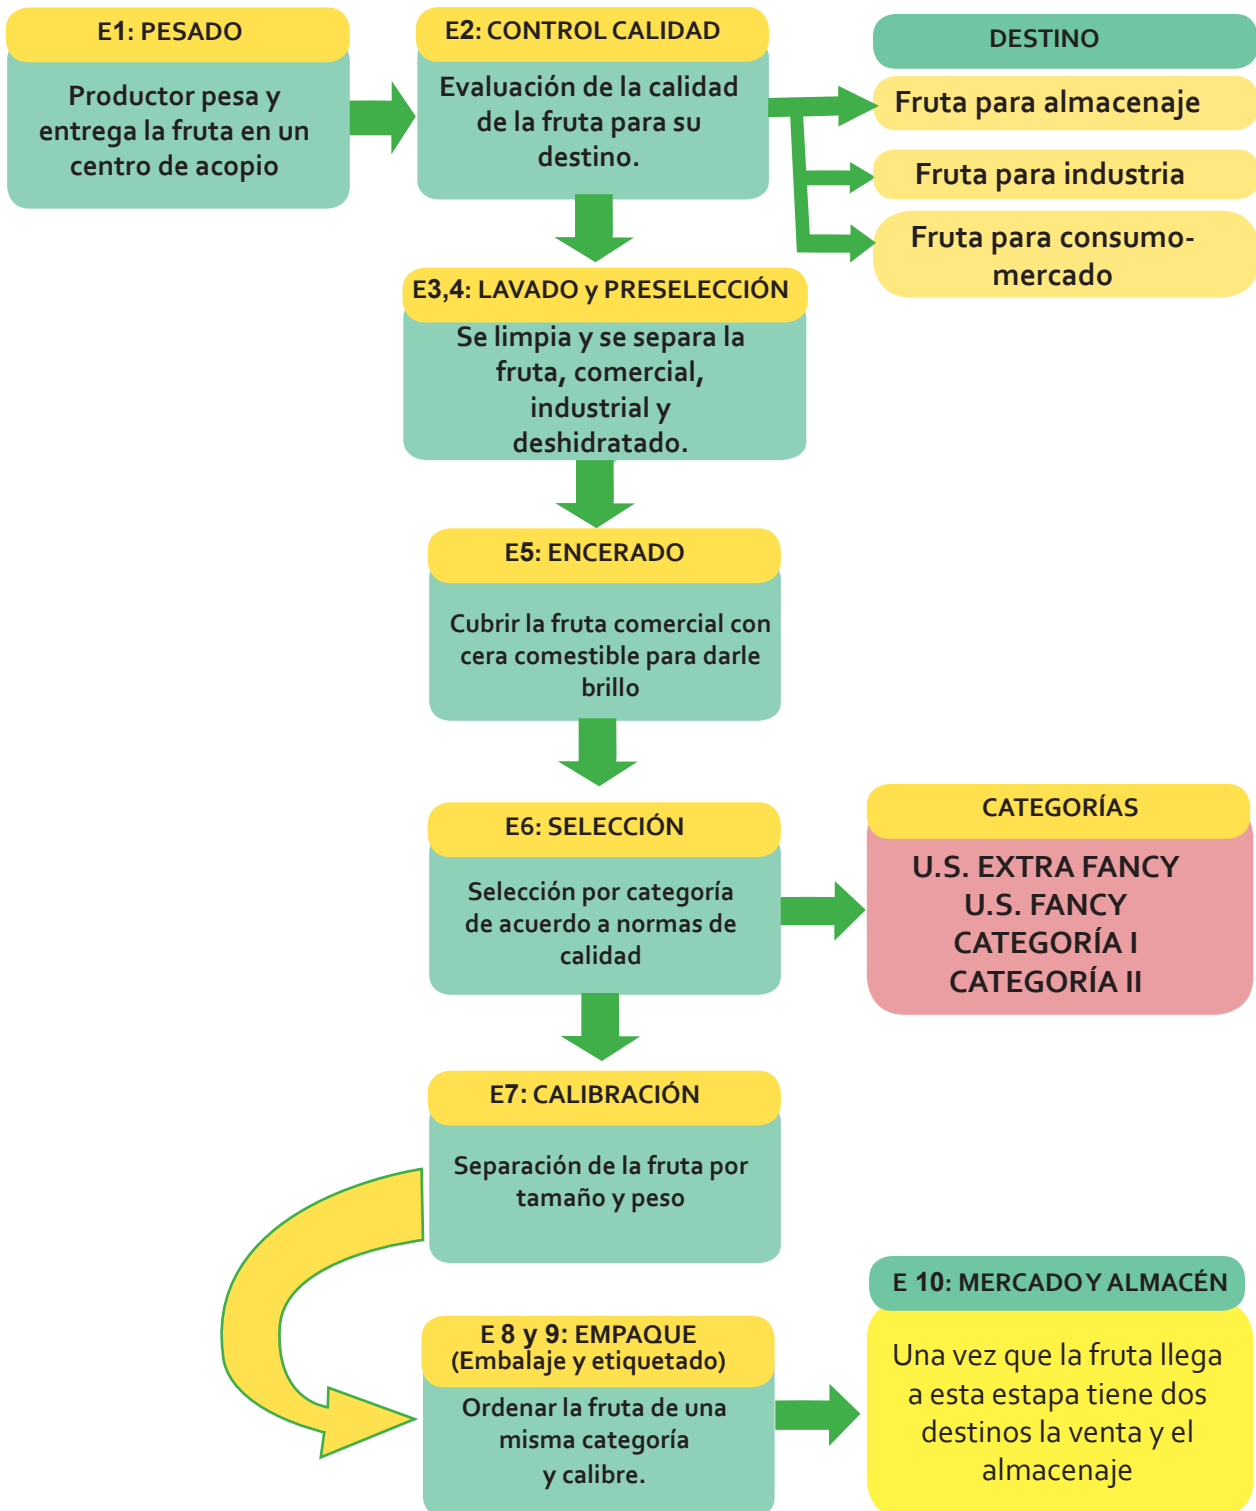 E1: PESADO
Productor pesa y
entrega la fruta en un
centro de acopio
E2: CONTROL CALIDAD
Evaluación de la calidad
de la fruta para su
destino.
DESTINO
Fruta para almacenaje
Fruta para industria
Fruta para consumo-
mercado
E3,4: LAVADO y PRESELECCIÓN
Se limpia y se separa la
fruta, comercial,
industrial y
deshidratado.
E5: ENCERADO
Cubrir la fruta comercial con
cera comestible para darle
brillo
E6: SELECCIÓN
Selección por categoría
de acuerdo a normas de
calidad
CATEGORÍAS
U.S. EXTRA FANCY
U.S. FANCY
CATEGORÍA I
CATEGORÍA II
E7: CALIBRACIÓN
Separación de la fruta por
tamaño y peso
E 8 y 9: EMPAQUE
(Embalaje y etiquetado)
Ordenar la fruta de una
misma categoría
y calibre.
E 10: MERCADO Y ALMACÉN
Una vez que la fruta llega
a esta estapa tiene dos
destinos la venta y el
almacenaje